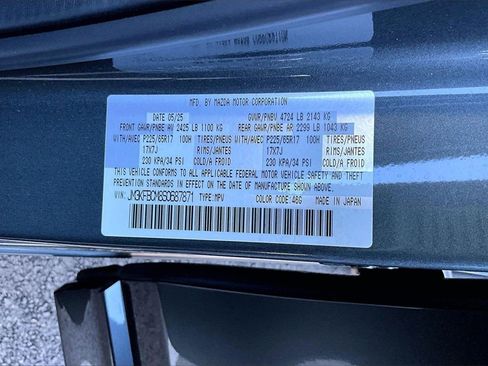 MFD. BY MAZDA MOTOR CORPORATION
DATE 05/25 GVWR/PNBV 4724 LB 2143 KG
FRONT GAWR/PNBE AV 2425 LB 1100 KG REAR GAWR/PNBE AR 2299 LB 1043 KG
WITH/AVEC P225/65R17 100H TIRES/PNEUS WITH/AVEC P225/65R17 100H TIRES/PNEUS
17X7J RIMS/JANTES 17X7J RIMS/JANTES
230 KPA/34 PSI COLD/A FROID 230 KPA/34 PSI COLD/A FROID
THIS VEHICLE CONFORMS TO ALL APPLICABLE FEDERAL MOTOR VEHICLE SAFETY AND THEFT
PREVENTION STANDARDS IN EFFECT ON THE DATE OF MANUFACTURE SHOWN ABOVE.
VIN: JM3KFBCM6S0687871 TYPE:MPV COLOR CODE:46G MADE IN JAPAN